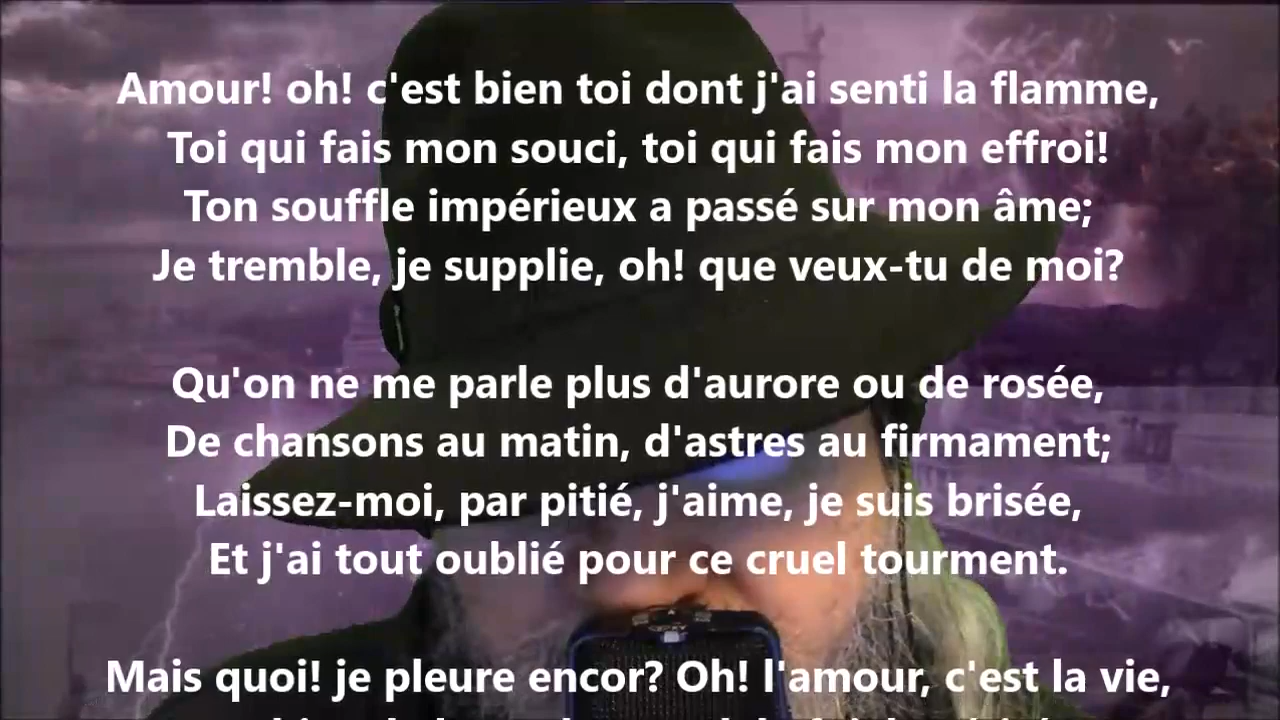 Amour! oh! c'est bien toi dont j'ai senti la flamme,
Toi qui fais mon souci, toi qui fais mon effroi!
Ton souffle impérieux a passé sur mon âme;
Je tremble, je supplie, oh! que veux-tu de moi?
Qu'on ne me parle plus d'aurore ou de rosée,
De chansons au matin, d'astres au firmament;
Laissez-moi, par pitié, j'aime, je suis brisée,
Et j'ai tout oublié pour ce cruel tourment.
Mais quoi! je pleure encor? Oh! l'amour, c'est la vie,